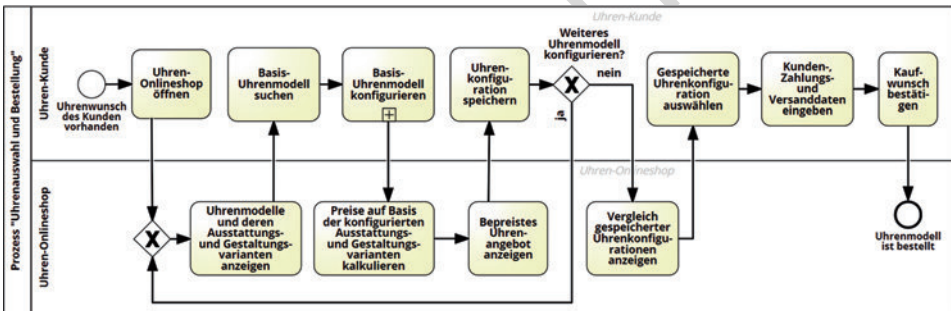 Prozess "Uhrenauswahl und Bestellung"
Uhren-Kunde
Uhren-Kunde
Uhrenwunsch
des Kunden
vorhanden
Uhren-
Onlineshop
öffnen
Basis-
Uhrenmodell
suchen
Basis-
Uhrenmodell
konfigurieren
Uhren-
konfigu-
ration
speichern
Weiteres
Uhrenmodell
konfigurieren?
nein
ja
Gespeicherte
Uhrenkonfigu-
ration
auswählen
Kunden-,
Zahlungs-
und
Versanddaten
eingeben
Kauf-
wunsch
bestäti-
gen
Uhren-Onlineshop
Uhren-Onlineshop
Uhrenmodelle
und deren
Ausstattungs-
und Gestaltungs-
varianten
anzeigen
Preise auf Basis
der konfigurierten
Ausstattungs-
und Gestaltungs-
varianten
kalkulieren
Bepreistes
Uhren-
angebot
anzeigen
Vergleich
gespeicherter
Uhrenkonfigu-
rationen
anzeigen
Uhrenmodell
ist bestellt